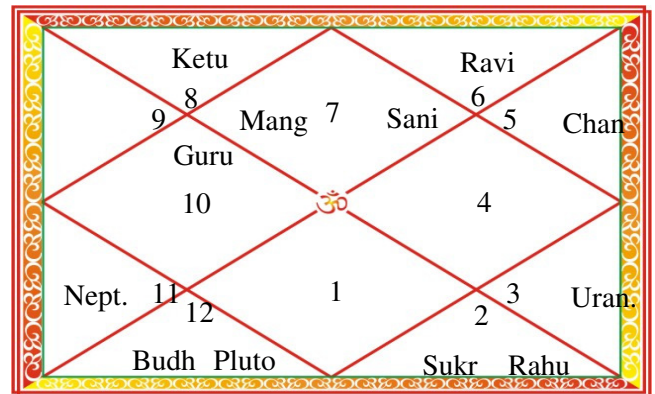 Ketu
Ravi
8
6
9
Mang
7
Sani
5
Chan
Guru
10
ॐ
4
Nept.
11
1
3
Uran.
12
2
Budh Pluto
Sukr Rahu